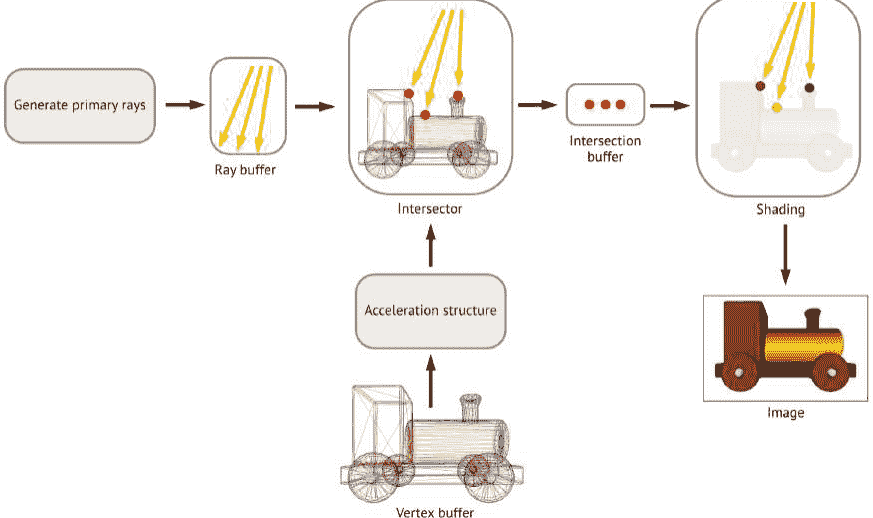 Generate primary rays
Ray buffer
Intersector
Intersection
buffer
Shading
Acceleration structure
Image
Vertex buffer